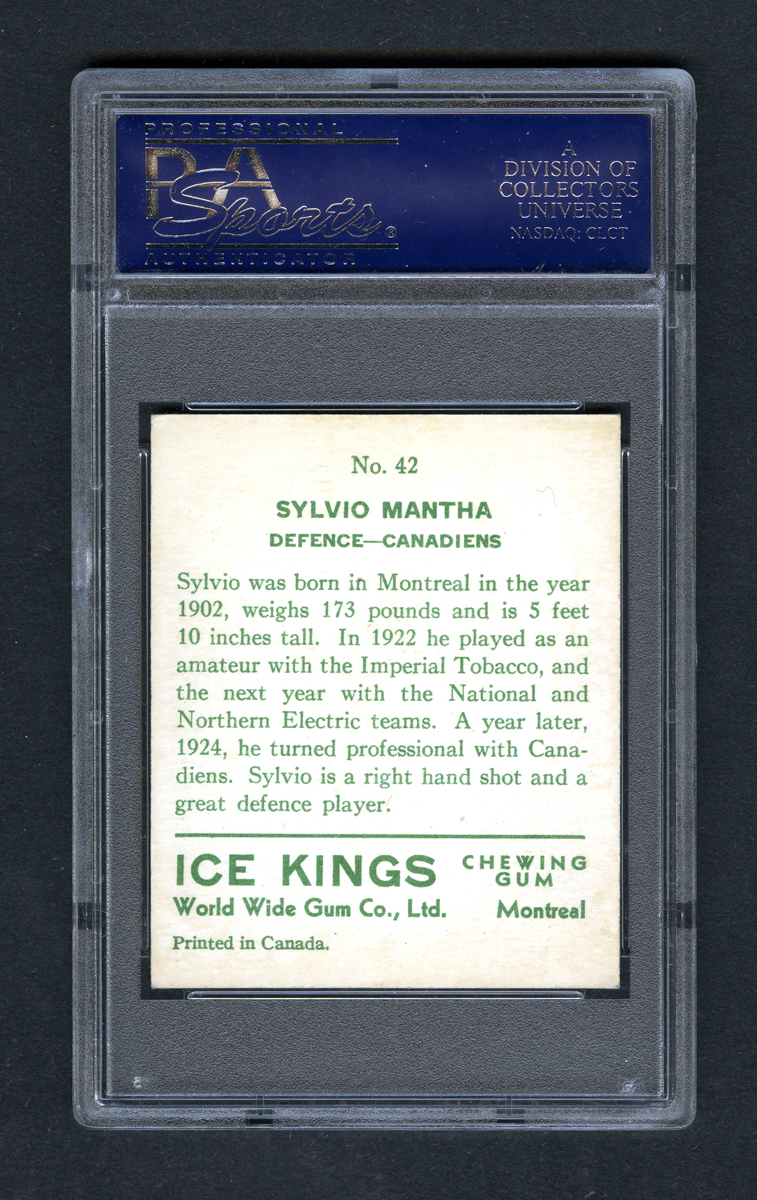 PROFESSIONAL
PSA
Sports®
AUTHENTICATOR
A
DIVISION OF
COLLECTORS
UNIVERSE
NASDAQ: CLCT
No. 42
SYLVIO MANTHA
DEFENCE—CANADIENS
Sylvio was born in Montreal in the year
1902, weighs 173 pounds and is 5 feet
10 inches tall. In 1922 he played as an
amateur with the Imperial Tobacco, and
the next year with the National and
Northern Electric teams. A year later,
1924, he turned professional with Cana-
diens. Sylvio is a right hand shot and a
great defence player.
ICE KINGS CHEWING
GUM
World Wide Gum Co., Ltd. Montreal
Printed in Canada.